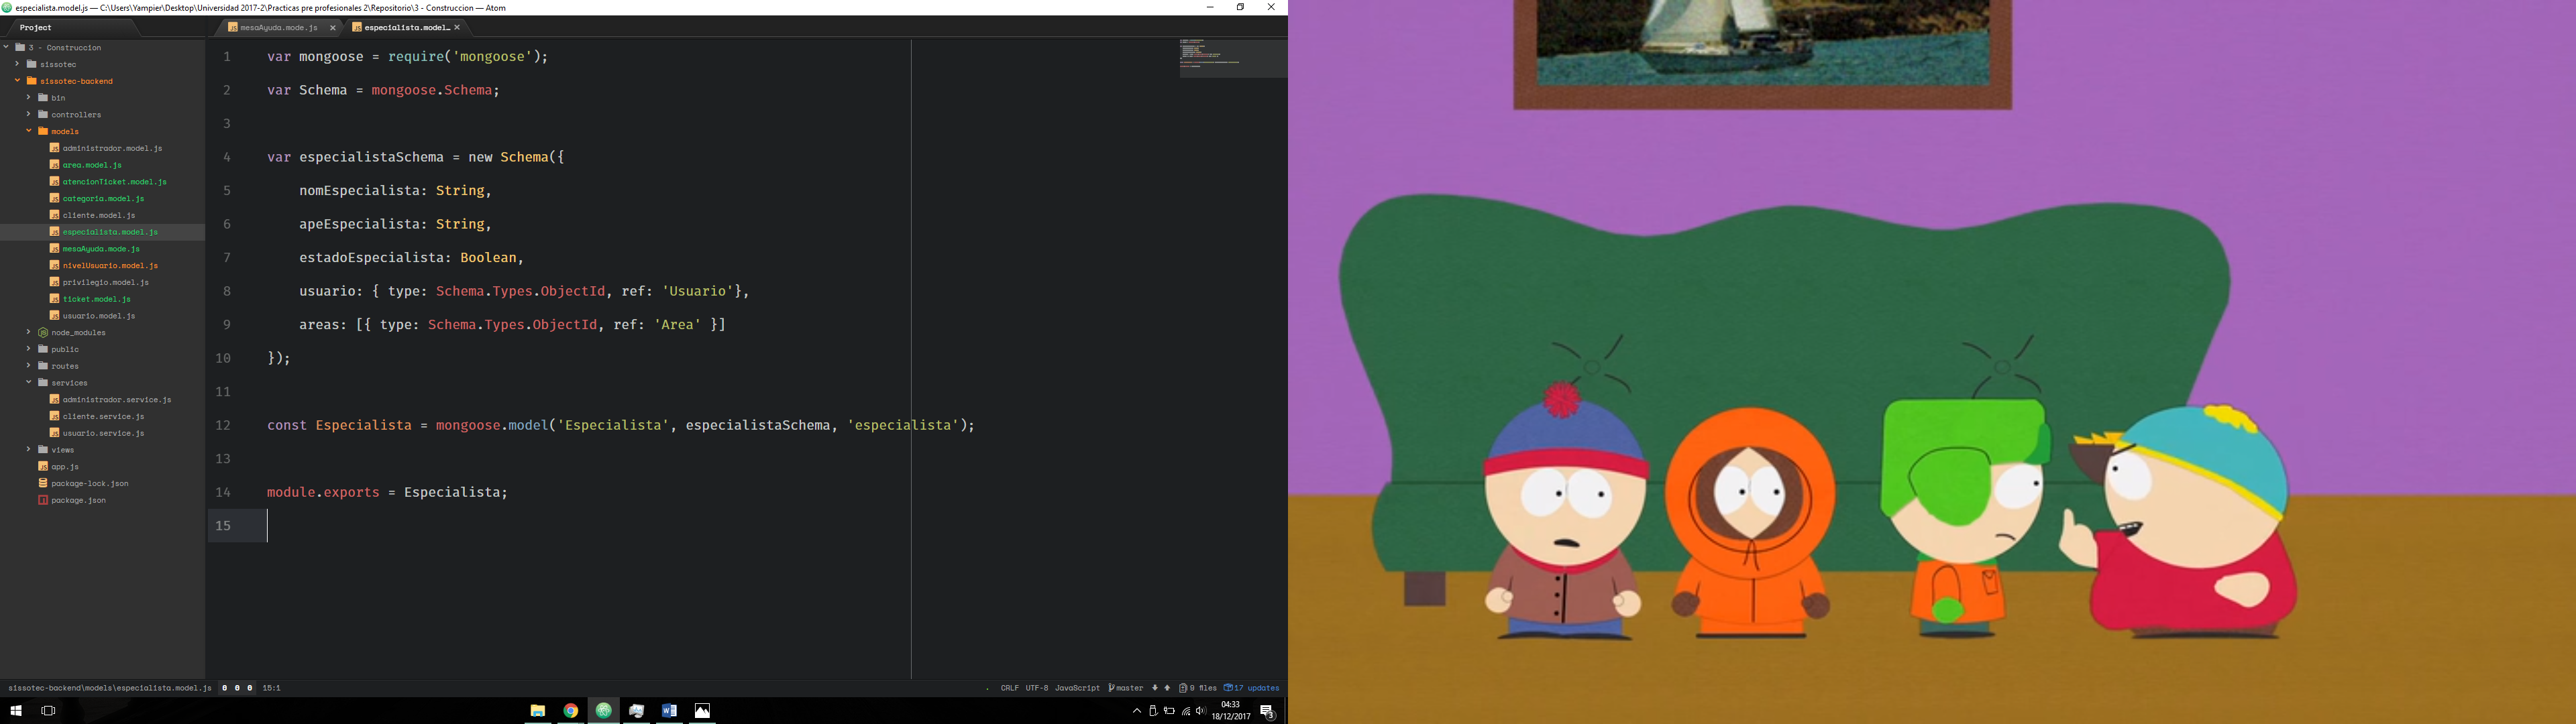 especialista.model.js — C:\Users\Yampier\Desktop\Universidad 2017-2\Practicas pre profesionales 2\Repositorio\3 - Construccion — Atom
Project
3 - Construccion
sissotec
sissotec-backend
bin
controllers
models
administrador.model.js
area.model.js
atencionTicket.model.js
categoria.model.js
cliente.model.js
especialista.model.js
mesaAyuda.mode.js
nivelUsuario.model.js
privilegio.model.js
ticket.model.js
usuario.model.js
node_modules
public
routes
services
administrador.service.js
cliente.service.js
usuario.service.js
views
app.js
package-lock.json
package.json
mesaAyuda.mode.js
especialista.model…
1 var mongoose = require('mongoose');
2 var Schema = mongoose.Schema;
3
4 var especialistaSchema = new Schema({
5 nomEspecialista: String,
6 apeEspecialista: String,
7 estadoEspecialista: Boolean,
8 usuario: { type: Schema.Types.ObjectId, ref: 'Usuario'},
9 areas: [{ type: Schema.Types.ObjectId, ref: 'Area' }]
10 });
11
12 const Especialista = mongoose.model('Especialista', especialistaSchema, 'especialista');
13
14 module.exports = Especialista;
15
sissotec-backend\models\especialista.model.js 0 0 0 15:1
. CRLF UTF-8 JavaScript master 9 files 17 updates
04:33
18/12/2017
3